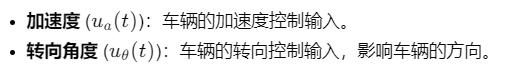 • 加速度 (u_a(t))：车辆的加速度控制输入。
• 转向角度 (u_θ(t))：车辆的转向控制输入，影响车辆的方向。